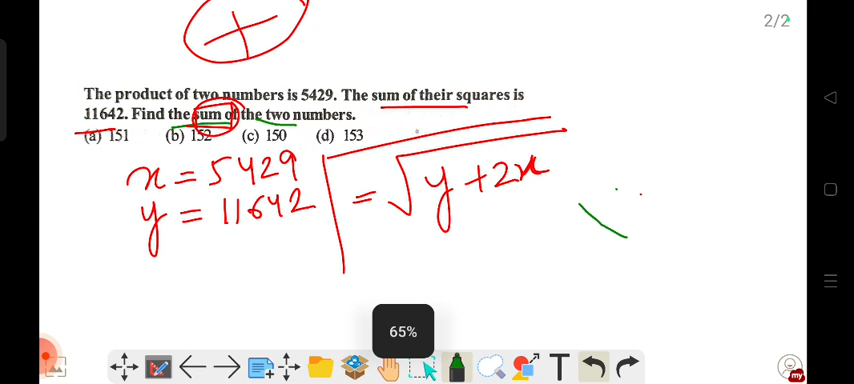 2/2
The product of two numbers is 5429. The sum of their squares is
11642. Find the sum of the two numbers.
(a) 151 (b) 152 (c) 150 (d) 153
x = 5429
y = 11642
= √y + 2x
65%
T
my